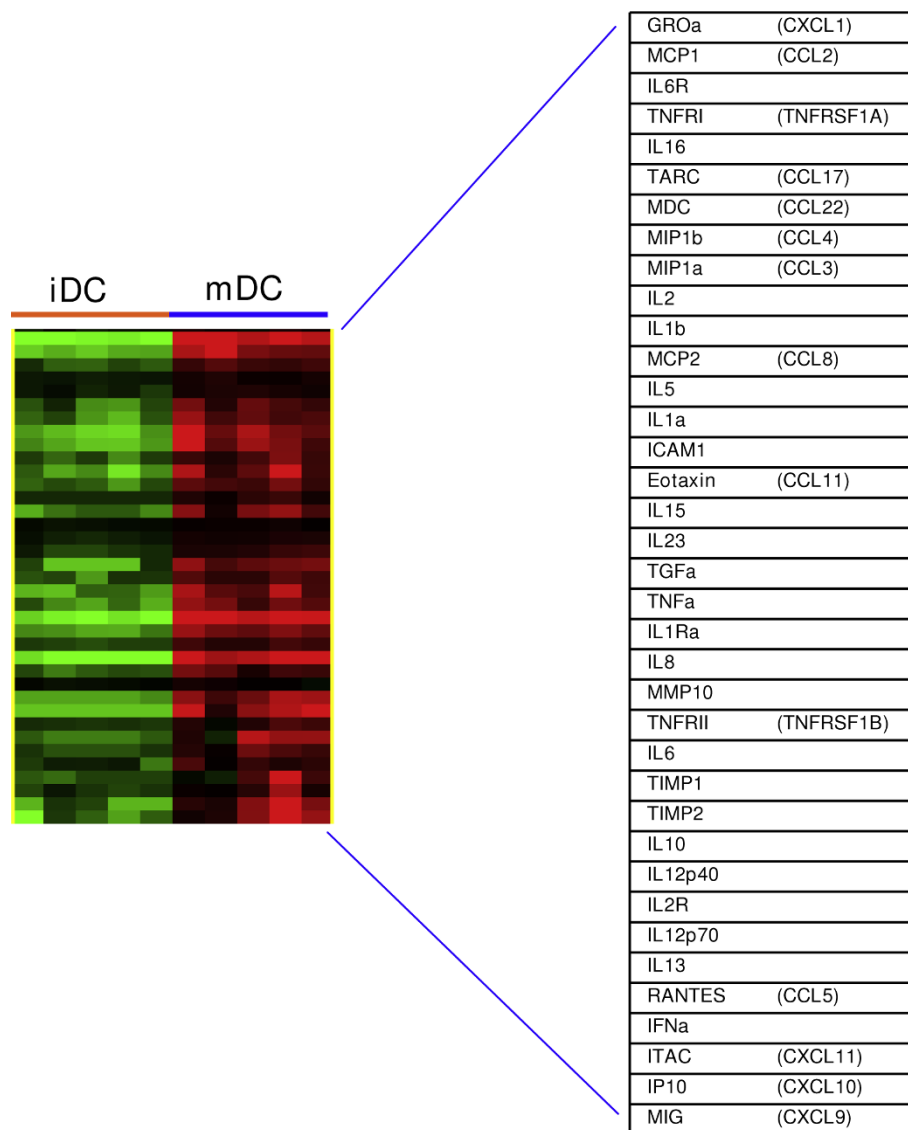 iDC mDC
GROa (CXCL1)
MCP1 (CCL2)
IL6R
TNFRI (TNFRSF1A)
IL16
TARC (CCL17)
MDC (CCL22)
MIP1b (CCL4)
MIP1a (CCL3)
IL2
IL1b
MCP2 (CCL8)
IL5
IL1a
ICAM1
Eotaxin (CCL11)
IL15
IL23
TGFa
TNFa
IL1Ra
IL8
MMP10
TNFRII (TNFRSF1B)
IL6
TIMP1
TIMP2
IL10
IL12p40
IL2R
IL12p70
IL13
RANTES (CCL5)
IFNa
ITAC (CXCL11)
IP10 (CXCL10)
MIG (CXCL9)